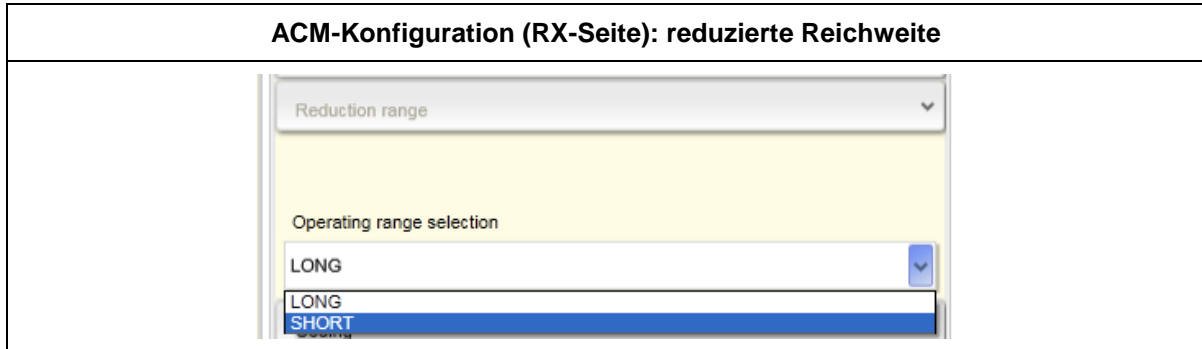 ACM-Konfiguration (RX-Seite): reduzierte Reichweite
Reduction range
Operating range selection
LONG
LONG
SHORT